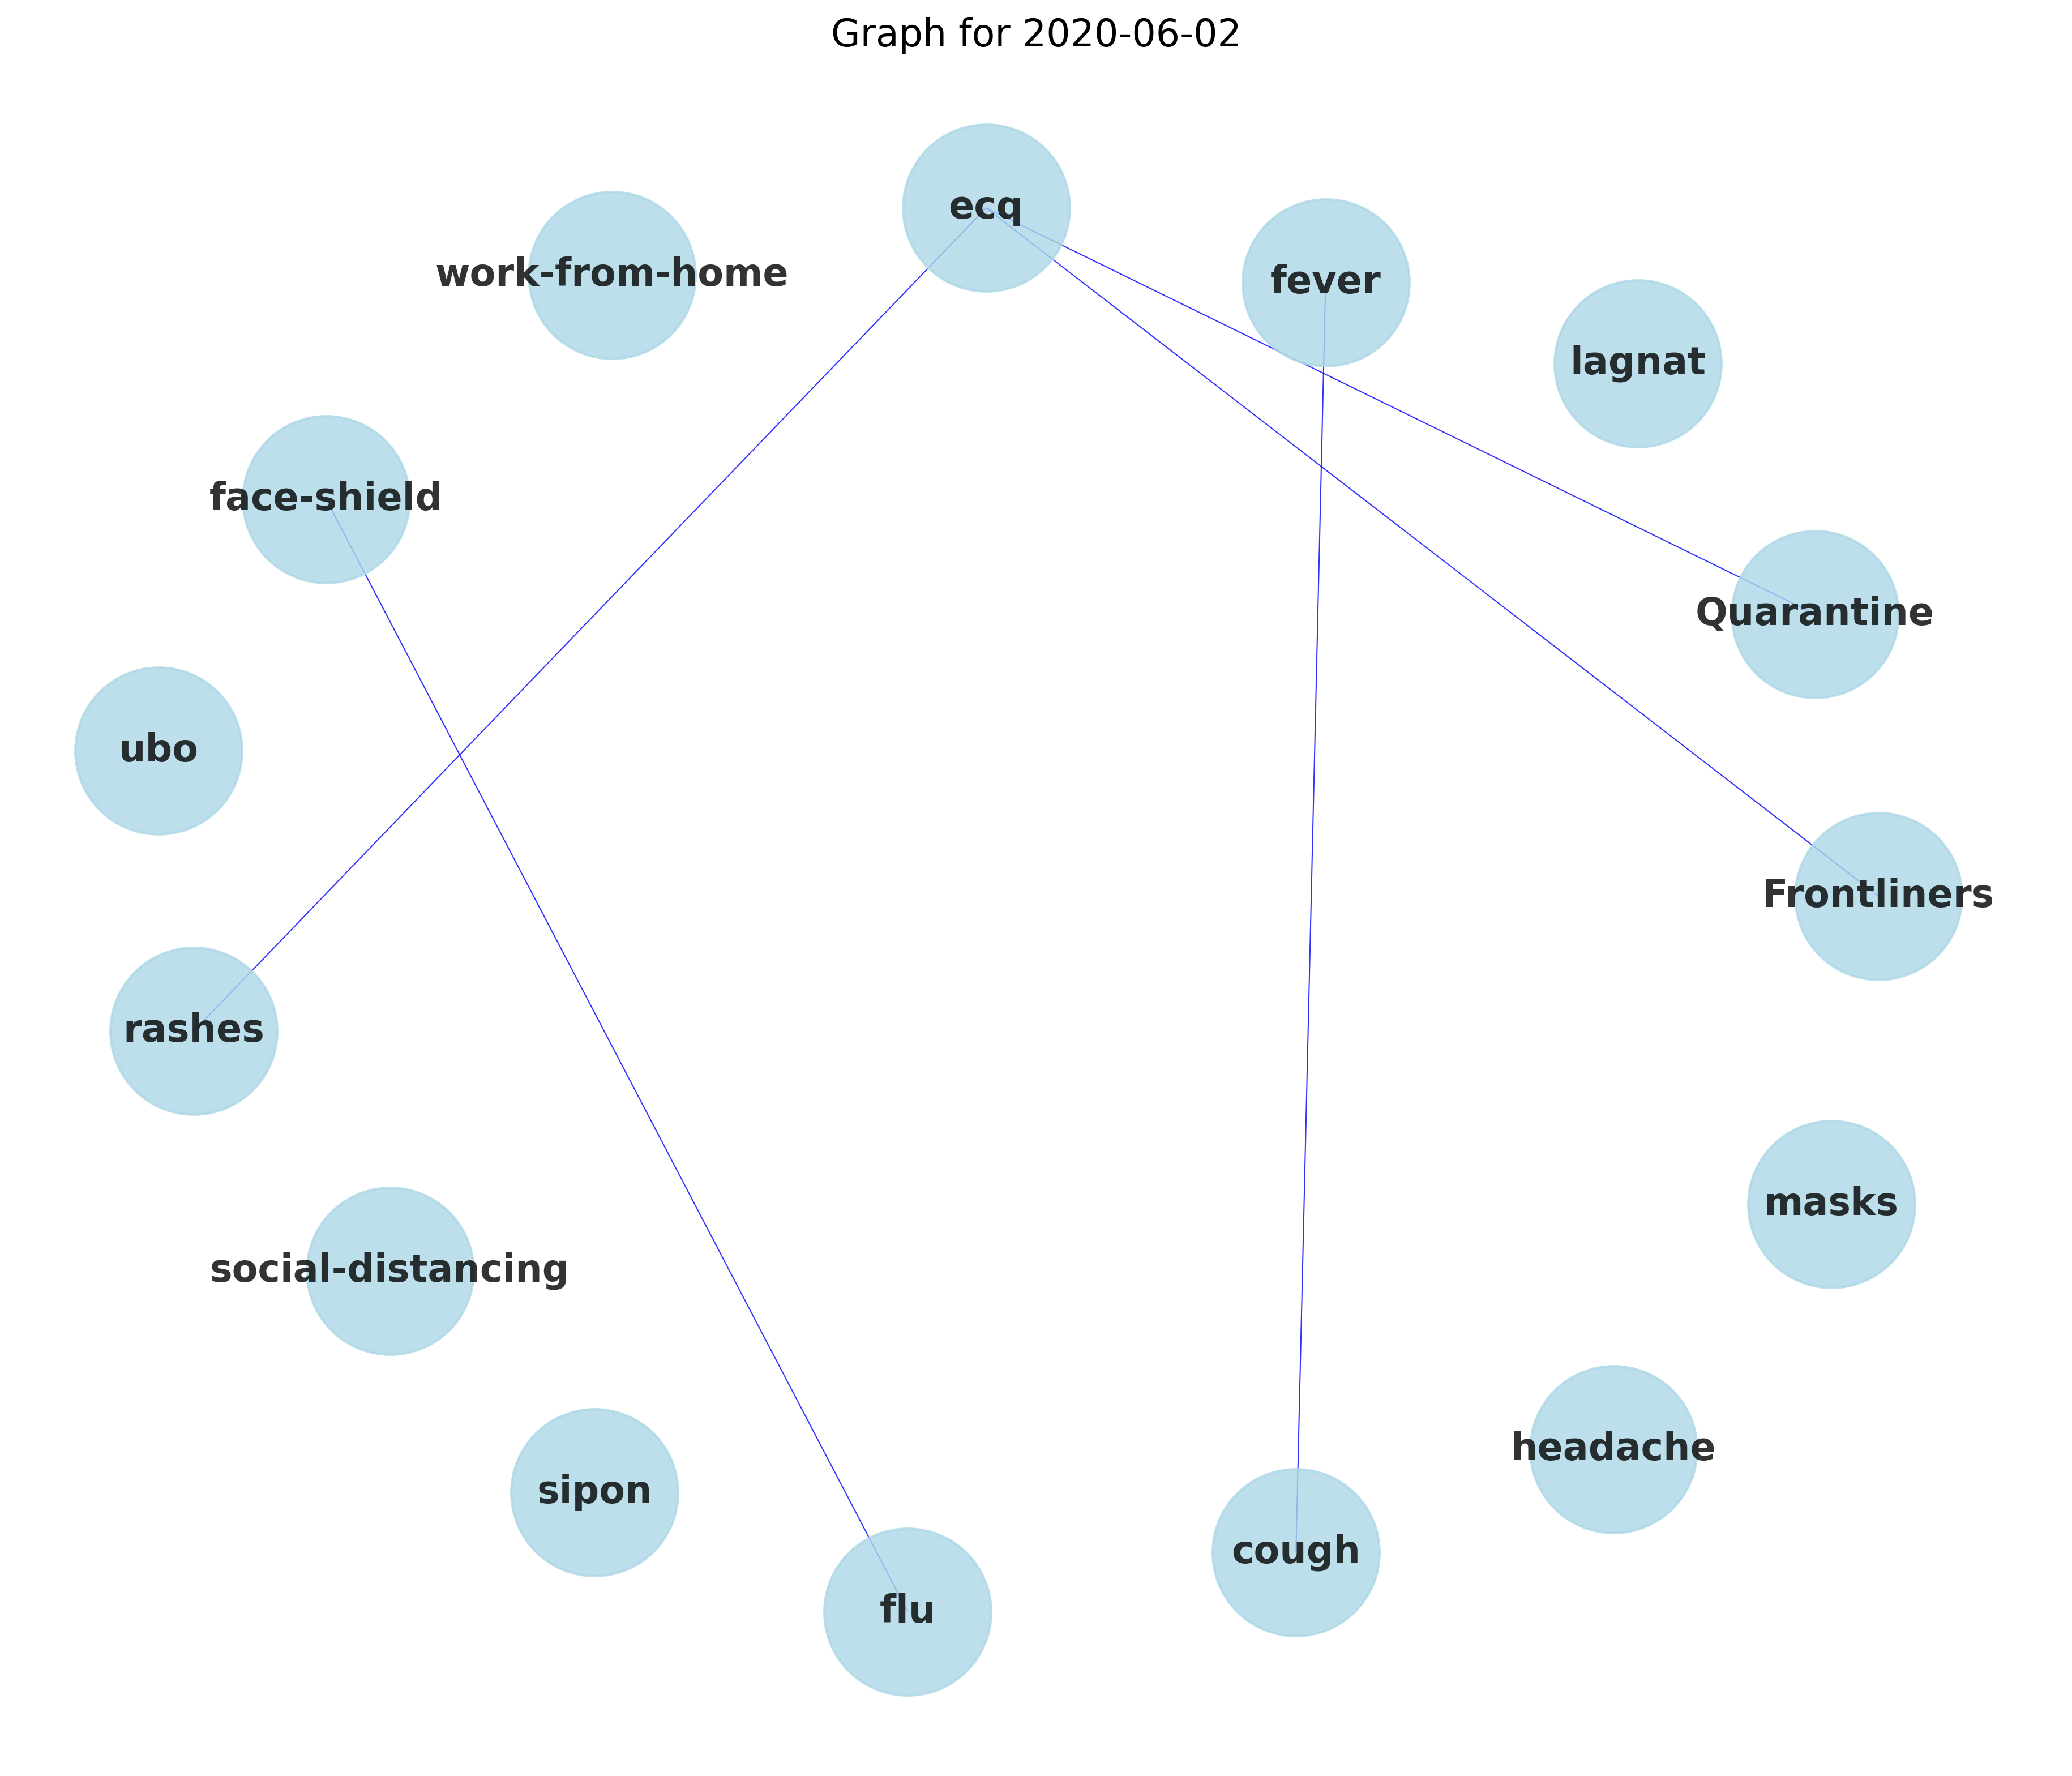 Graph for 2020-06-02
ecq
work-from-home
fever
lagnat
face-shield
Quarantine
ubo
Frontliners
rashes
masks
social-distancing
headache
sipon
cough
flu